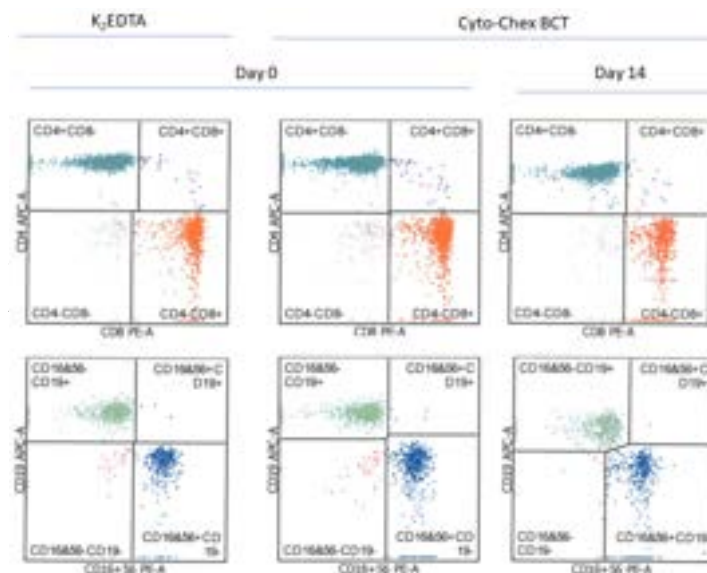 K₂EDTA
Cyto-Chex BCT
Day 0
Day 14
CD4+CD8-
CD4+CD8+
CD4 APC-A
CD4-CD8-
CD4-CD8+
CD8 PE-A
CD4+CD8-
CD4+CD8+
CD4 APC-A
CD4-CD8-
CD4-CD8+
CD8 PE-A
CD4+CD8-
CD4+CD8+
CD4 APC-A
CD4-CD8-
CD4-CD8+
CD8 PE-A
CD16&56-
CD19+
CD16&56+C
D19+
CD19 APC-A
CD16&56-CD19-
CD16&56+CD
19-
CD16+56 PE-A
CD16&56-
CD19+
CD16&56+C
D19+
CD19 APC-A
CD16&56-CD19-
CD16&56+CD
19-
CD16+56 PE-A
CD16&56-CD19+
CD16&56+C
D19+
CD19 APC-A
CD16&56-
CD19-
CD16&56+CD19
-
CD16+56 PE-A